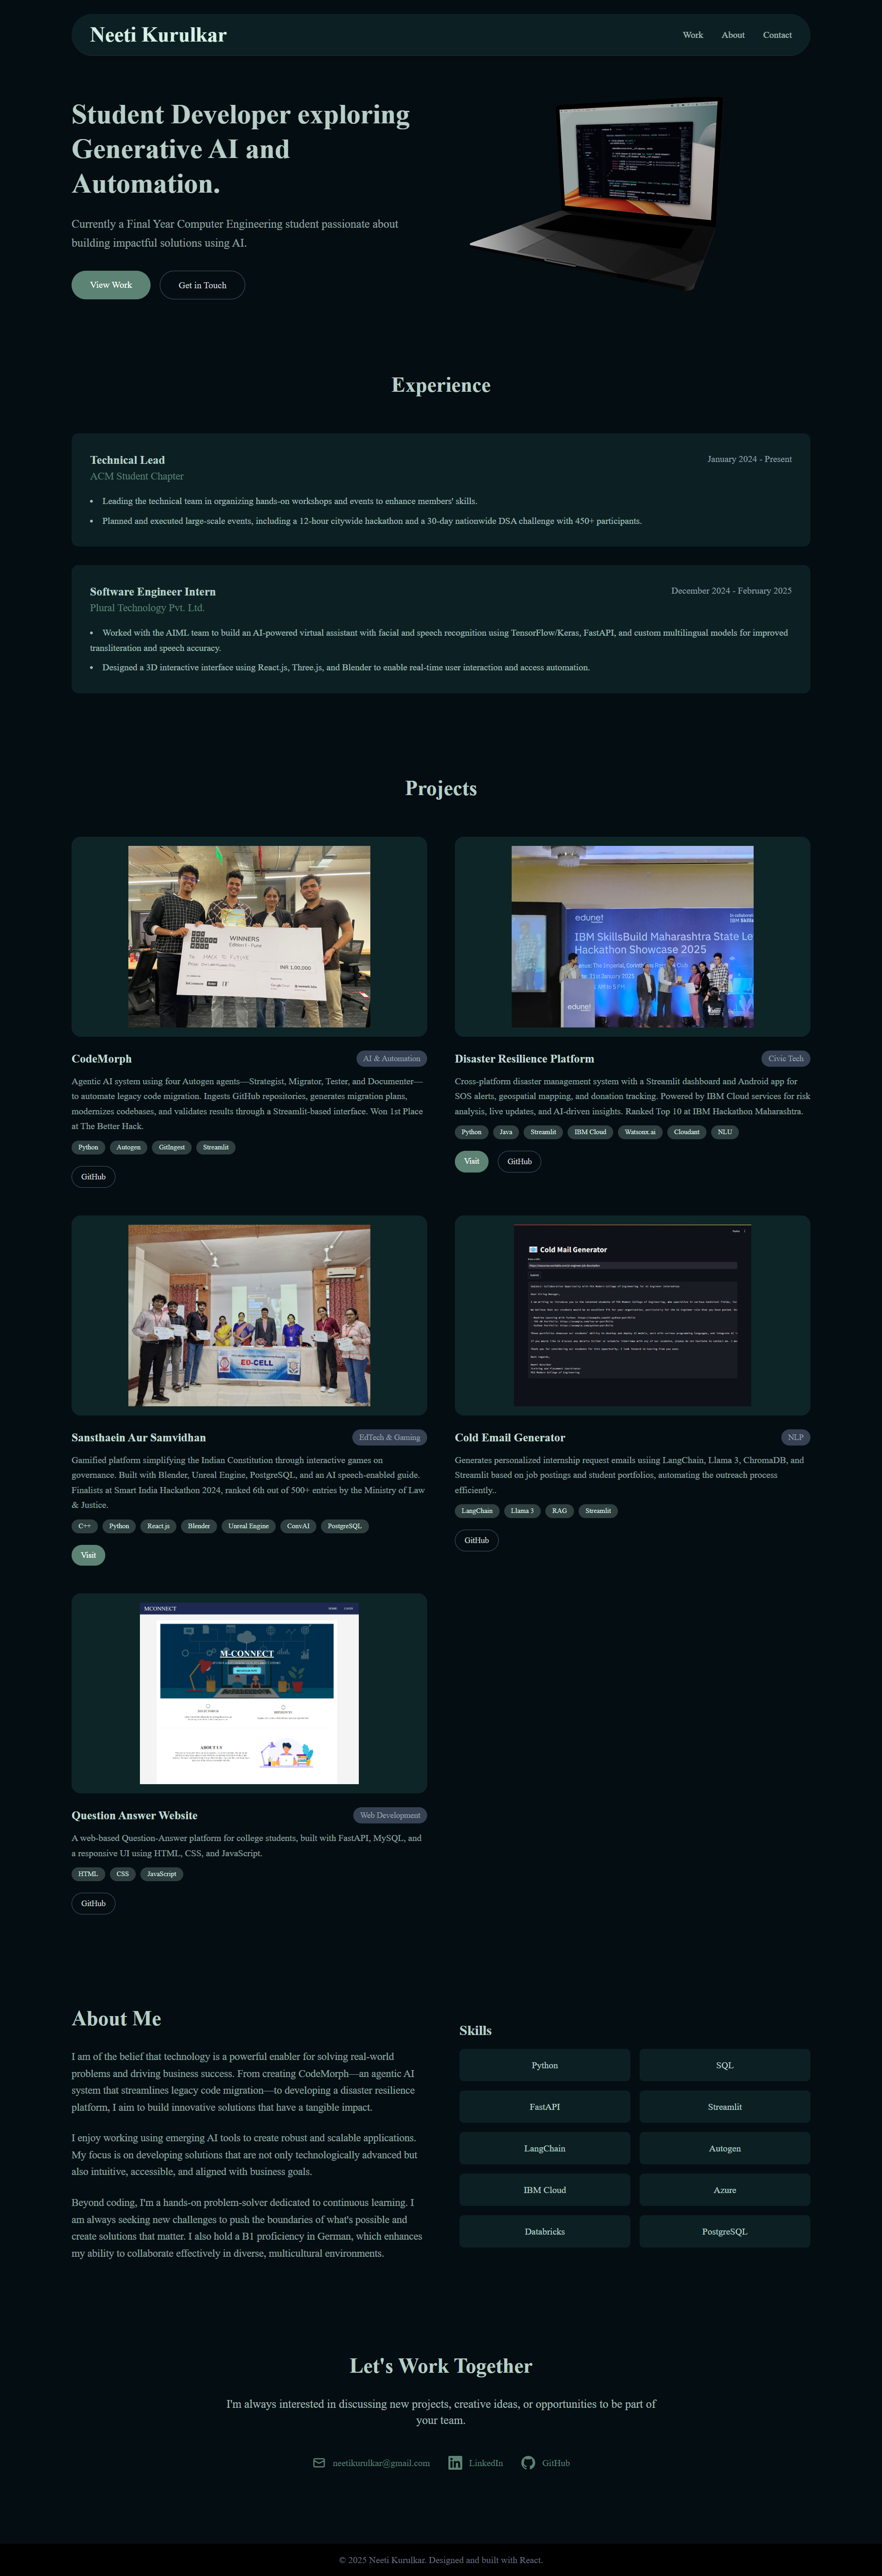 Neeti Kurulkar
Work About Contact
Student Developer exploring
Generative AI and
Automation.
Currently a Final Year Computer Engineering student passionate about
building impactful solutions using AI.
View Work Get in Touch
Experience
Technical Lead January 2024 - Present
ACM Student Chapter
• Leading the technical team in organizing hands-on workshops and events to enhance members' skills.
• Planned and executed large-scale events, including a 12-hour citywide hackathon and a 30-day nationwide DSA challenge with 450+ participants.
Software Engineer Intern December 2024 - February 2025
Plural Technology Pvt. Ltd.
• Worked with the AIML team to build an AI-powered virtual assistant with facial and speech recognition using TensorFlow/Keras, FastAPI, and custom multilingual models for improved
transliteration and speech accuracy.
• Designed a 3D interactive interface using React.js, Three.js, and Blender to enable real-time user interaction and access automation.
Projects
WINNERS
INR 1,00,000
CodeMorph AI & Automation
Agentic AI system using four Autogen agents—Strategist, Migrator, Tester, and Documenter—
to automate legacy code migration. Ingests GitHub repositories, generates migration plans,
modernizes codebases, and validates results through a Streamlit-based interface. Won 1st Place
at The Better Hack.
Python Autogen GitIngest Streamlit
GitHub
edunet
IBM SkillsBuild Maharashtra State Le
Hackathon Showcase 2025
edunet
Disaster Resilience Platform Civic Tech
Cross-platform disaster management system with a Streamlit dashboard and Android app for
SOS alerts, geospatial mapping, and donation tracking. Powered by IBM Cloud services for risk
analysis, live updates, and AI-driven insights. Ranked Top 10 at IBM Hackathon Maharashtra.
Python Java Streamlit IBM Cloud Watsonx.ai Cloudant NLU
Visit GitHub
ED-CELL
Sansthaein Aur Samvidhan EdTech & Gaming
Gamified platform simplifying the Indian Constitution through interactive games on
governance. Built with Blender, Unreal Engine, PostgreSQL, and an AI speech-enabled guide.
Finalists at Smart India Hackathon 2024, ranked 6th out of 500+ entries by the Ministry of Law
& Justice.
C++ Python React.js Blender Unreal Engine ConvAI PostgreSQL
Visit
Cold Mail Generator
Cold Email Generator NLP
Generates personalized internship request emails usiing LangChain, Llama 3, ChromaDB, and
Streamlit based on job postings and student portfolios, automating the outreach process
efficiently..
LangChain Llama 3 RAG Streamlit
GitHub
MCONNECT
M-CONNECT
ABOUT US
Question Answer Website Web Development
A web-based Question-Answer platform for college students, built with FastAPI, MySQL, and
a responsive UI using HTML, CSS, and JavaScript.
HTML CSS JavaScript
GitHub
About Me
I am of the belief that technology is a powerful enabler for solving real-world
problems and driving business success. From creating CodeMorph—an agentic AI
system that streamlines legacy code migration—to developing a disaster resilience
platform, I aim to build innovative solutions that have a tangible impact.
I enjoy working using emerging AI tools to create robust and scalable applications.
My focus is on developing solutions that are not only technologically advanced but
also intuitive, accessible, and aligned with business goals.
Beyond coding, I'm a hands-on problem-solver dedicated to continuous learning. I
am always seeking new challenges to push the boundaries of what's possible and
create solutions that matter. I also hold a B1 proficiency in German, which enhances
my ability to collaborate effectively in diverse, multicultural environments.
Skills
Python SQL
FastAPI Streamlit
LangChain Autogen
IBM Cloud Azure
Databricks PostgreSQL
Let's Work Together
I'm always interested in discussing new projects, creative ideas, or opportunities to be part of
your team.
neetikurulkar@gmail.com LinkedIn GitHub
© 2025 Neeti Kurulkar. Designed and built with React.